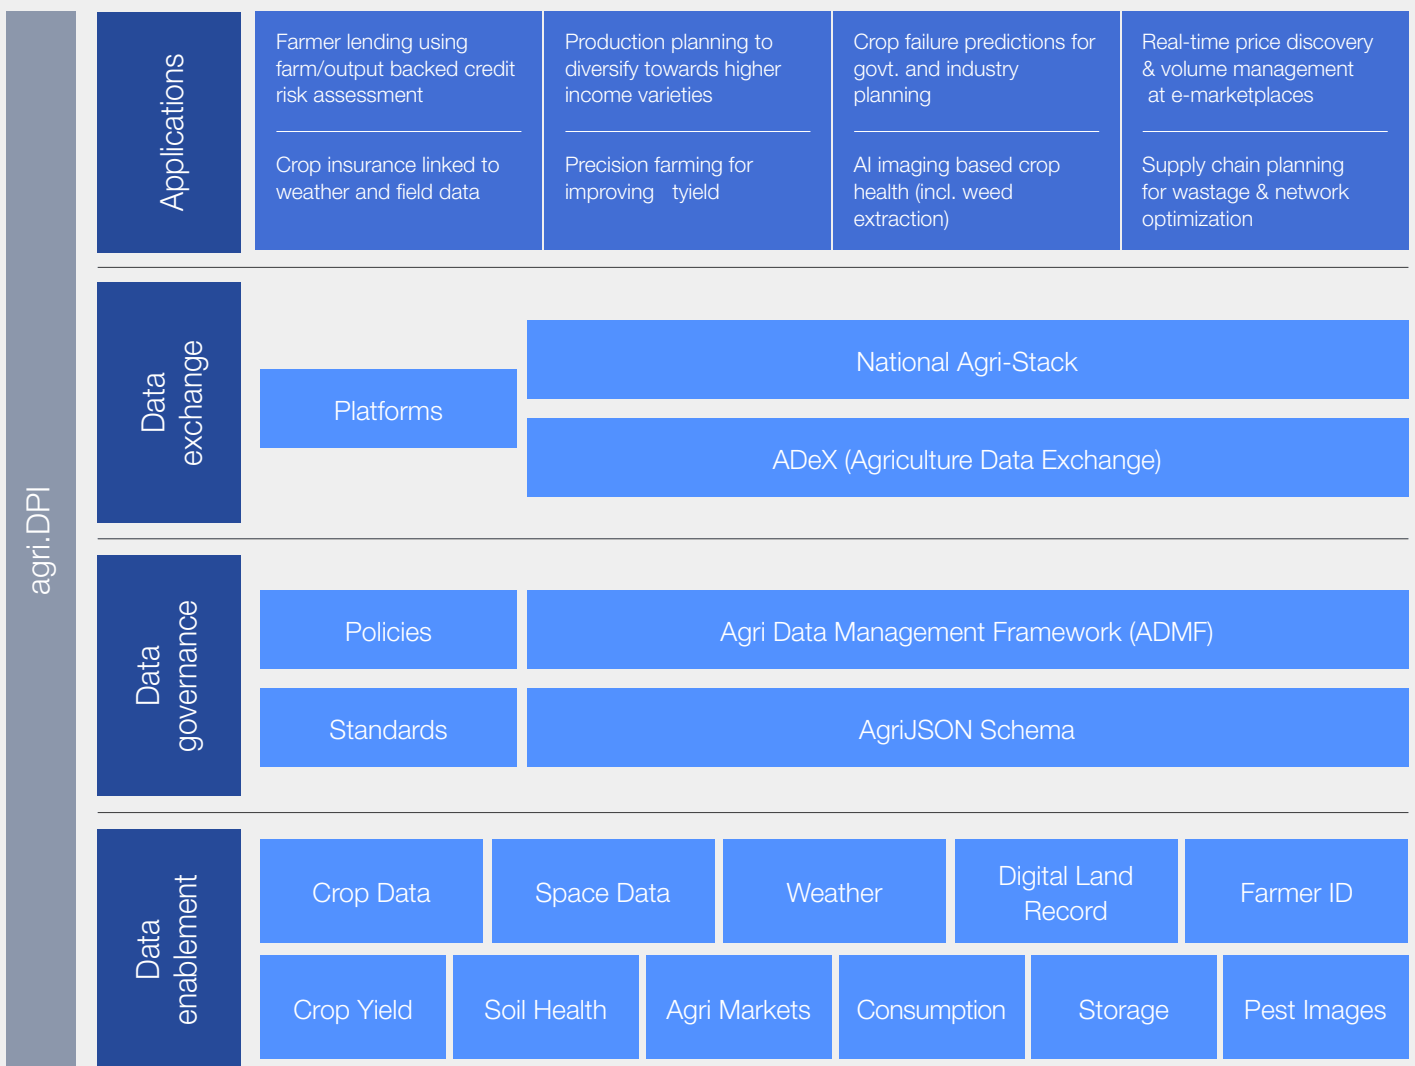 agri.DPI
Applications
Farmer lending using
farm/output backed credit
risk assessment
Crop insurance linked to
weather and field data
Production planning to
diversify towards higher
income varieties
Precision farming for
improving tyield
Crop failure predictions for
govt. and industry
planning
AI imaging based crop
health (incl. weed
extraction)
Real-time price discovery
& volume management
at e-marketplaces
Supply chain planning
for wastage & network
optimization
Data
exchange
Platforms
National Agri-Stack
ADeX (Agriculture Data Exchange)
Data
governance
Policies
Agri Data Management Framework (ADMF)
Standards
AgriJSON Schema
Data
enablement
Crop Data
Space Data
Weather
Digital Land
Record
Farmer ID
Crop Yield
Soil Health
Agri Markets
Consumption
Storage
Pest Images